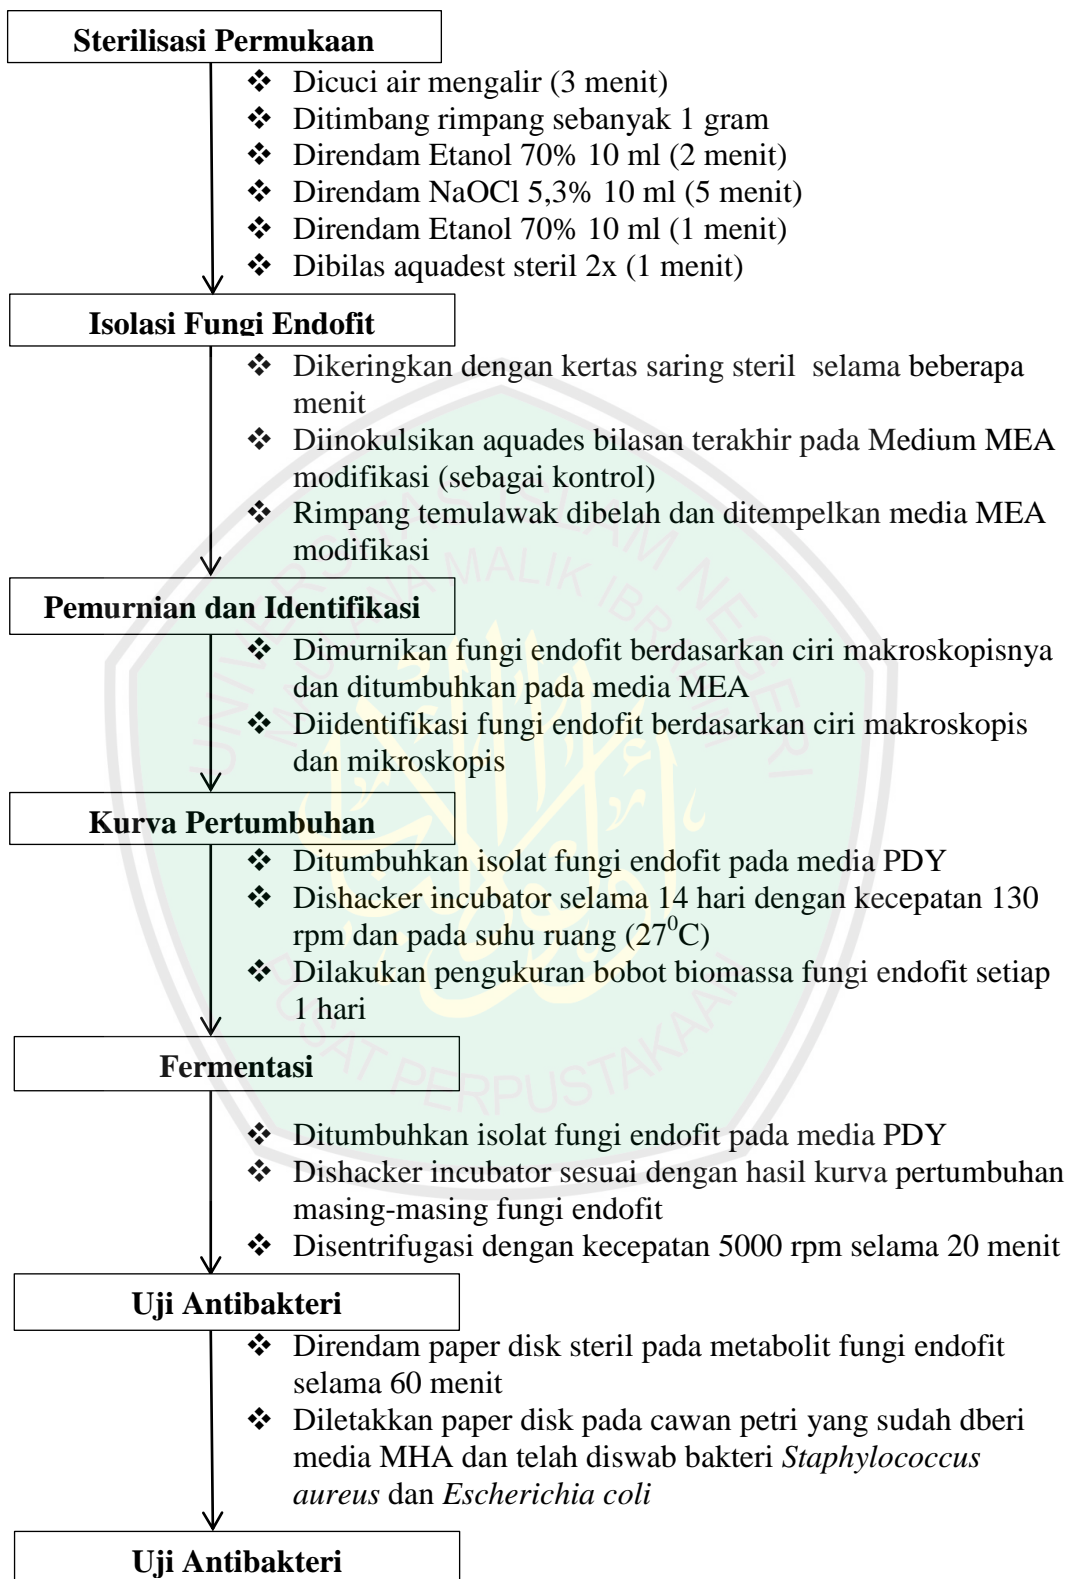 Sterilisasi Permukaan
❖ Dicuci air mengalir (3 menit)
❖ Ditimbang rimpang sebanyak 1 gram
❖ Direndam Etanol 70% 10 ml (2 menit)
❖ Direndam NaOCl 5,3% 10 ml (5 menit)
❖ Direndam Etanol 70% 10 ml (1 menit)
❖ Dibilas aquadest steril 2x (1 menit)
Isolasi Fungi Endofit
❖ Dikeringkan dengan kertas saring steril selama beberapa
menit
❖ Diinokulsikan aquades bilasan terakhir pada Medium MEA
modifikasi (sebagai kontrol)
❖ Rimpang temulawak dibelah dan ditempelkan media MEA
modifikasi
Pemurnian dan Identifikasi
❖ Dimurnikan fungi endofit berdasarkan ciri makroskopisnya
dan ditumbuhkan pada media MEA
❖ Diidentifikasi fungi endofit berdasarkan ciri makroskopis
dan mikroskopis
Kurva Pertumbuhan
❖ Ditumbuhkan isolat fungi endofit pada media PDY
❖ Dishacker incubator selama 14 hari dengan kecepatan 130
rpm dan pada suhu ruang (27⁰C)
❖ Dilakukan pengukuran bobot biomassa fungi endofit setiap
1 hari
Fermentasi
❖ Ditumbuhkan isolat fungi endofit pada media PDY
❖ Dishacker incubator sesuai dengan hasil kurva pertumbuhan
masing-masing fungi endofit
❖ Disentrifugasi dengan kecepatan 5000 rpm selama 20 menit
Uji Antibakteri
❖ Direndam paper disk steril pada metabolit fungi endofit
selama 60 menit
❖ Diletakkan paper disk pada cawan petri yang sudah dberi
media MHA dan telah diswab bakteri Staphylococcus
aureus dan Escherichia coli
Uji Antibakteri
UNIVERSITAS ISLAM NEGERI
MAULANA MALIK IBRAHIM
PUSAT PERPUSTAKAAN